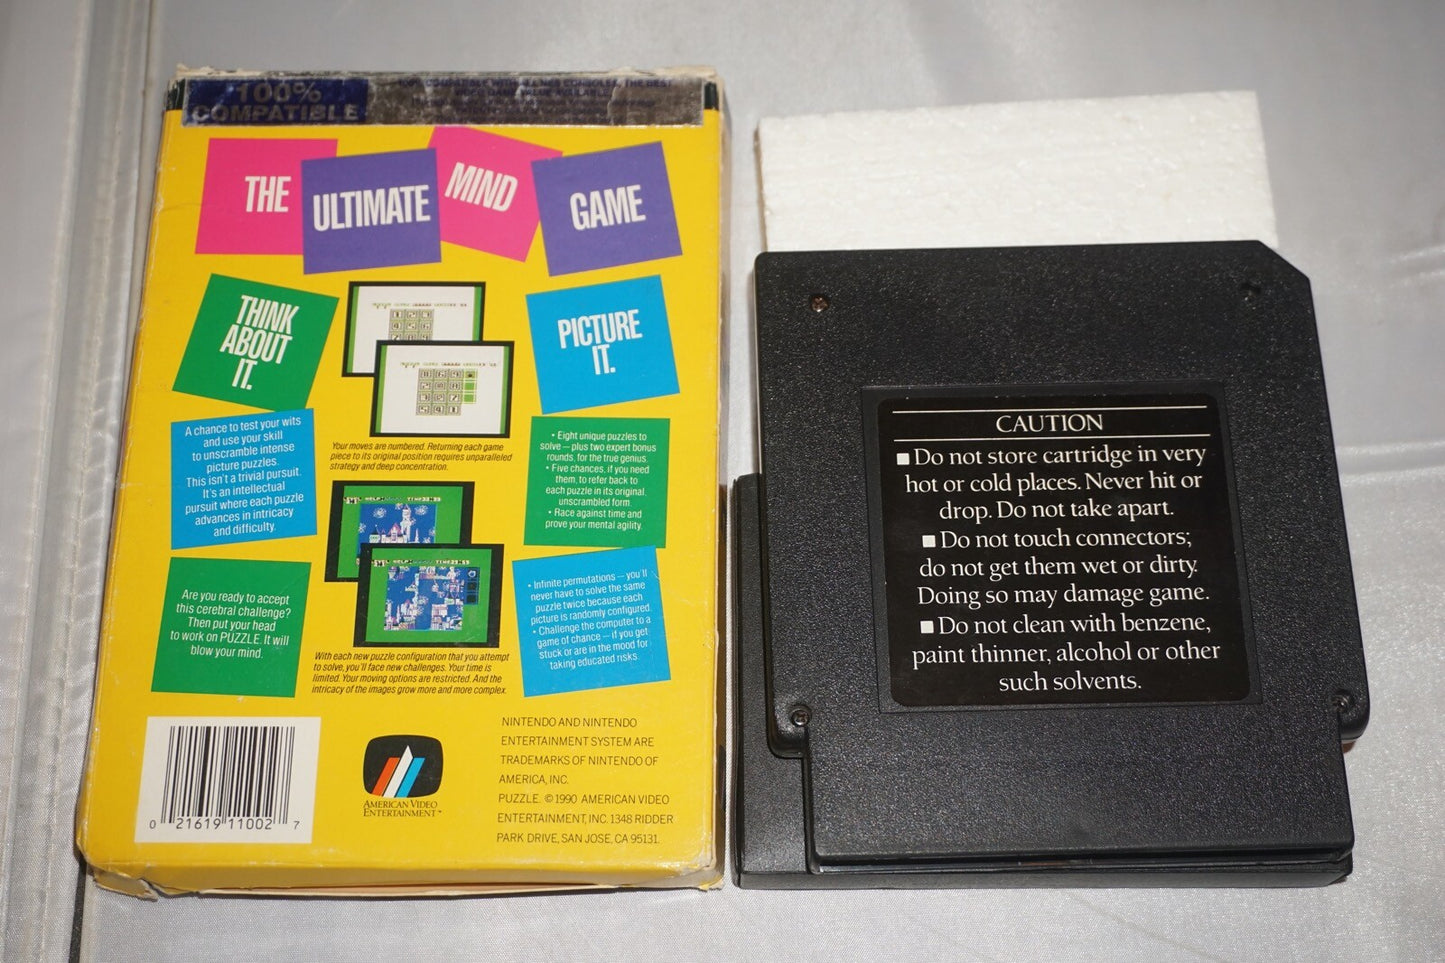 100%
COMPATIBLE
THE
ULTIMATE
MIND
GAME
THINK
ABOUT
IT.
PICTURE
IT.
Your moves are numbered. Returning each game
piece to its original position requires unparalleled
strategy and deep concentration.
A chance to test your wits
and use your skill
to unscramble intense
picture puzzles.
This isn't a trivial pursuit.
It's an intellectual
pursuit where each puzzle
advances in intricacy
and difficulty.
• Eight unique puzzles to
solve — plus two expert bonus
rounds, for the true genius.
• Five chances, if you need
them, to refer back to
each puzzle in its original,
unscrambled form.
• Race against time and
prove your mental agility.
Are you ready to accept
this cerebral challenge?
Then put your head
to work on PUZZLE. It will
blow your mind.
• Infinite permutations — you'll
never have to solve the same
puzzle twice because each
picture is randomly configured.
• Challenge the computer to a
game of chance — if you get
stuck or are in the mood for
taking educated risks.
With each new puzzle configuration that you attempt
to solve, you'll face new challenges. Your time is
limited. Your moving options are restricted. And the
intricacy of the images grow more and more complex.
0 21619 11002 7
AMERICAN VIDEO
ENTERTAINMENT™
NINTENDO AND NINTENDO
ENTERTAINMENT SYSTEM ARE
TRADEMARKS OF NINTENDO OF
AMERICA, INC.
PUZZLE. © 1990 AMERICAN VIDEO
ENTERTAINMENT, INC. 1348 RIDDER
PARK DRIVE, SAN JOSE, CA 95131.
CAUTION
■ Do not store cartridge in very
hot or cold places. Never hit or
drop. Do not take apart.
■ Do not touch connectors;
do not get them wet or dirty.
Doing so may damage game.
■ Do not clean with benzene,
paint thinner, alcohol or other
such solvents.